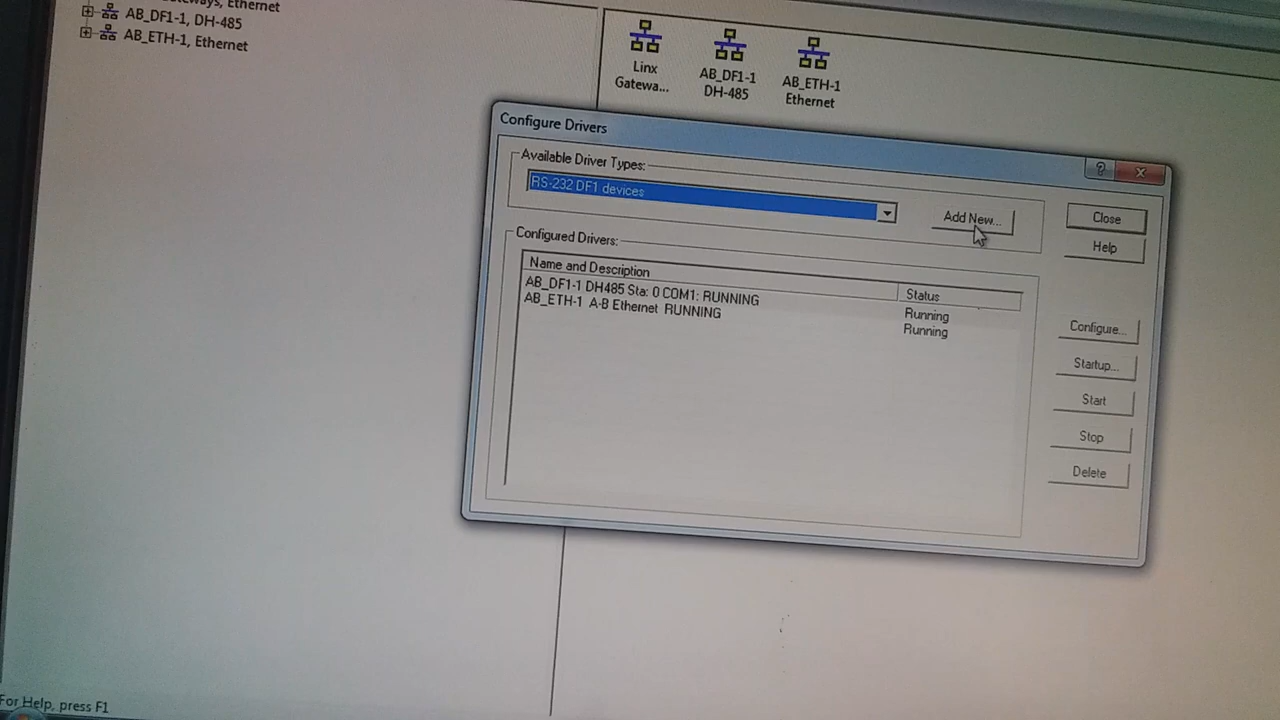 Ethernet
AB_DF1-1, DH-485
AB_ETH-1, Ethernet
Linx
Gatewa...
AB_DF1-1
DH-485
AB_ETH-1
Ethernet
Configure Drivers
Available Driver Types:
RS-232 DF1 devices
Add New...
Close
Help
Configured Drivers:
Name and Description
Status
AB_DF1-1 DH485 Sta: 0 COM1: RUNNING
Running
AB_ETH-1 A-B Ethernet RUNNING
Running
Configure...
Startup...
Start
Stop
Delete
For Help, press F1